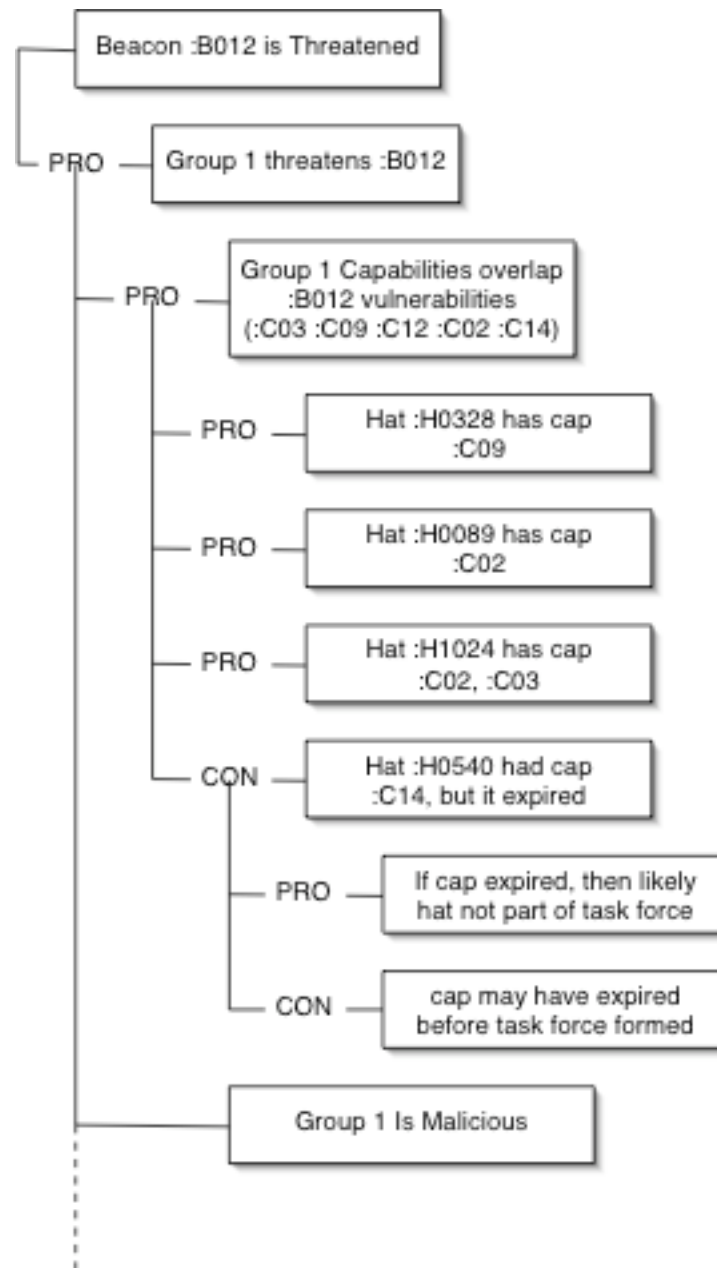 Beacon :B012 is Threatened
PRO
Group 1 threatens :B012
PRO
Group 1 Capabilities overlap
:B012 vulnerabilities
(:C03 :C09 :C12 :C02 :C14)
PRO
Hat :H0328 has cap
:C09
PRO
Hat :H0089 has cap
:C02
PRO
Hat :H1024 has cap
:C02, :C03
CON
Hat :H0540 had cap
:C14, but it expired
PRO
If cap expired, then likely
hat not part of task force
CON
cap may have expired
before task force formed
Group 1 Is Malicious